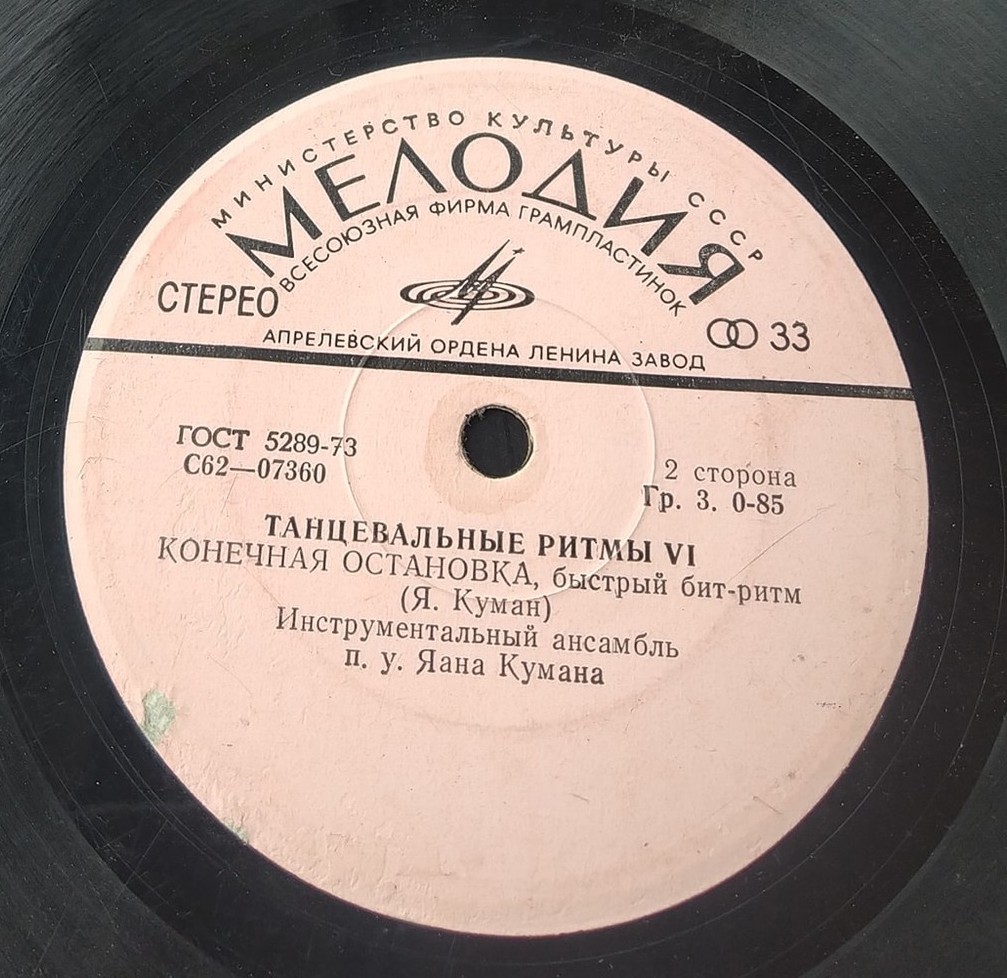 МИНИСТЕРСТВО КУЛЬТУРЫ СССР
МЕЛОДИЯ
ВСЕСОЮЗНАЯ ФИРМА ГРАМПЛАСТИНОК
СТЕРЕО
33
АПРЕЛЕВСКИЙ ОРДЕНА ЛЕНИНА ЗАВОД
ГОСТ 5289-73
С62—07360
2 сторона
Гр. 3. 0-85
ТАНЦЕВАЛЬНЫЕ РИТМЫ VI
КОНЕЧНАЯ ОСТАНОВКА, быстрый бит-ритм
(Я. Куман)
Инструментальный ансамбль
п. у. Яана Кумана